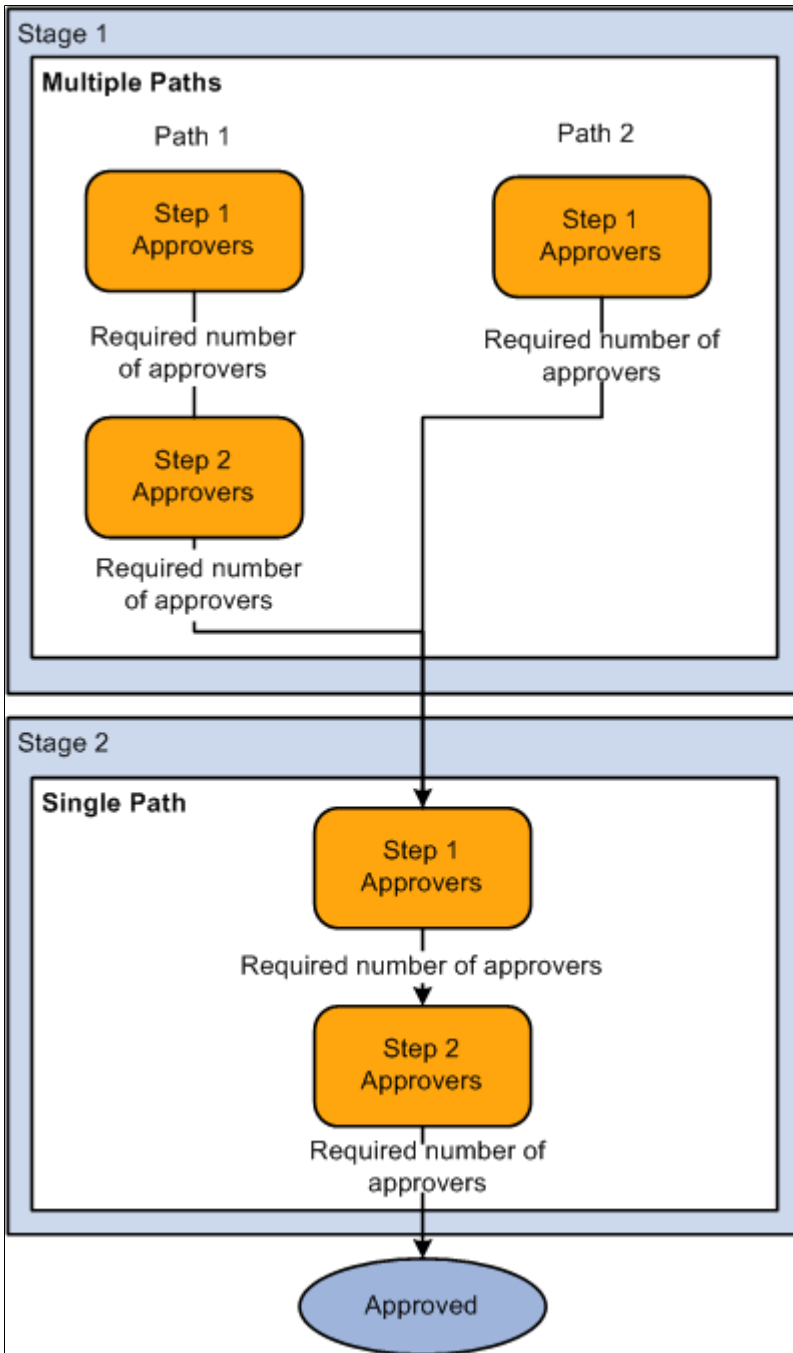 Stage 1
Multiple Paths
Path 1
Path 2
Step 1
Approvers
Step 1
Approvers
Required number
of approvers
Required number of
approvers
Step 2
Approvers
Required number
of approvers
Stage 2
Single Path
Step 1
Approvers
Required number of approvers
Step 2
Approvers
Required number of
approvers
Approved